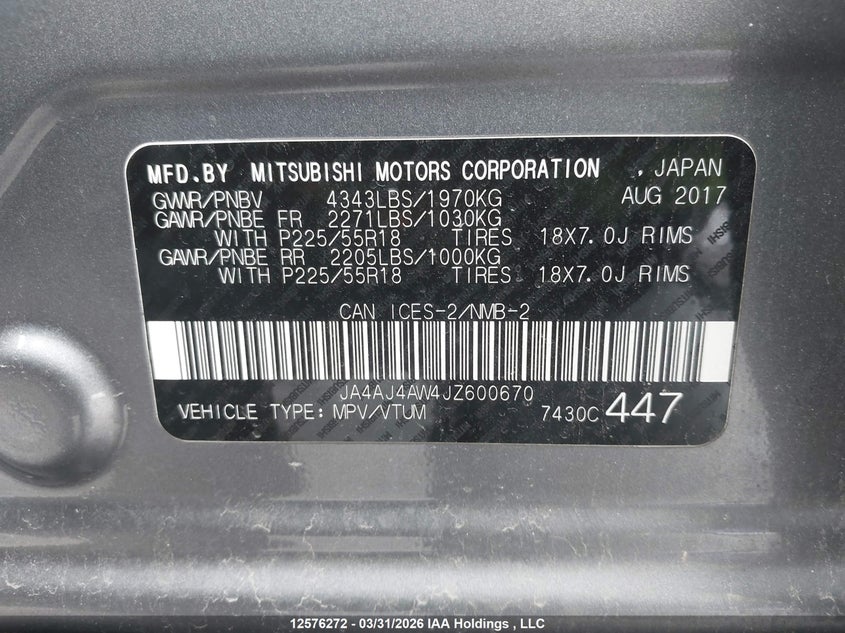 MFD.BY MITSUBISHI MOTORS CORPORATION , JAPAN
GVWR/PNBV 4343LBS/1970KG AUG 2017
GAWR/PNBE FR 2271LBS/1030KG
WITH P225/55R18 TIRES 18X7.0J RIMS
GAWR/PNBE RR 2205LBS/1000KG
WITH P225/55R18 TIRES 18X7.0J RIMS
CAN ICES-2/NMB-2
JA4AJ4AW4JZ600670
VEHICLE TYPE:MPV/VTUM 7430C 447
12576272 - 03/31/2026 IAA Holdings , LLC